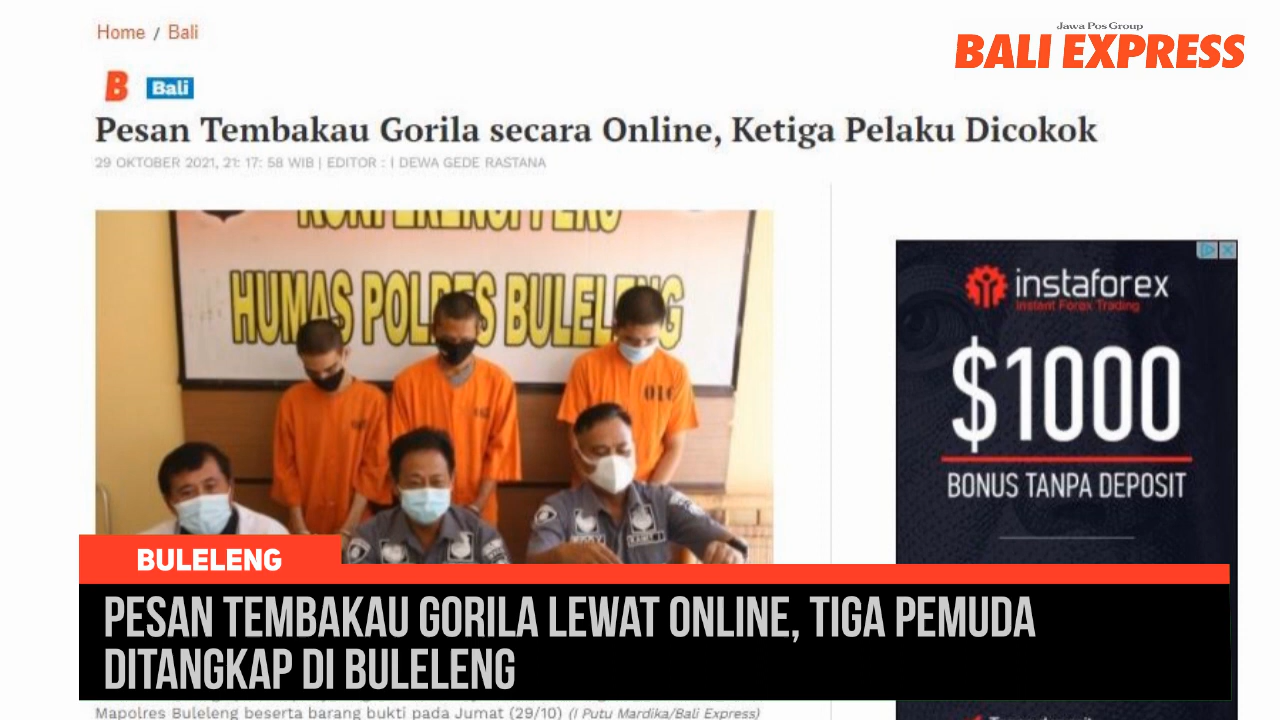 Home / Bali
Jawa Pos Group
BALI EXPRESS
B Bali
Pesan Tembakau Gorila secara Online, Ketiga Pelaku Dicokok
29 OKTOBER 2021, 21: 17: 58 WIB | EDITOR : I DEWA GEDE RASTANA
HUMAS POLRES BULELENG
instaforex
Instant Forex Trading
$1000
BONUS TANPA DEPOSIT
BULELENG
PESAN TEMBAKAU GORILA LEWAT ONLINE, TIGA PEMUDA
DITANGKAP DI BULELENG
Mapolres Buleleng beserta barang bukti pada Jumat (29/10) (I Putu Mardika/Bali Express)